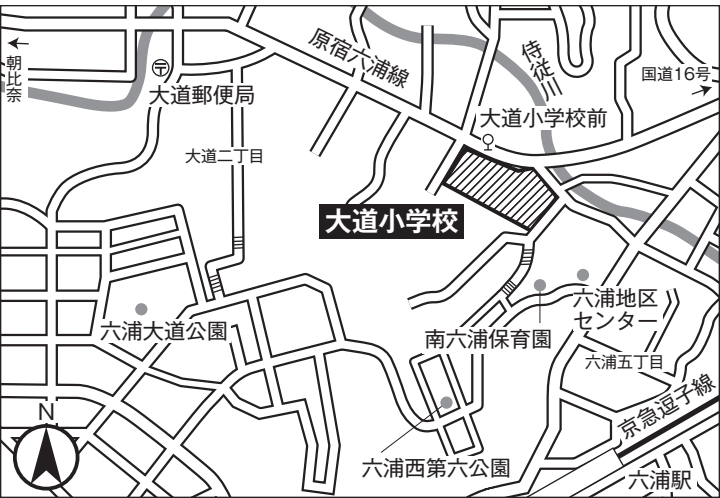 ←
朝比奈
〒
大道郵便局
原宿六浦線
侍従川
国道16号
→
大道小学校前
大道二丁目
大道小学校
六浦大道公園
南六浦保育園
六浦地区
センター
六浦五丁目
京急逗子線
N
六浦西第六公園
六浦駅